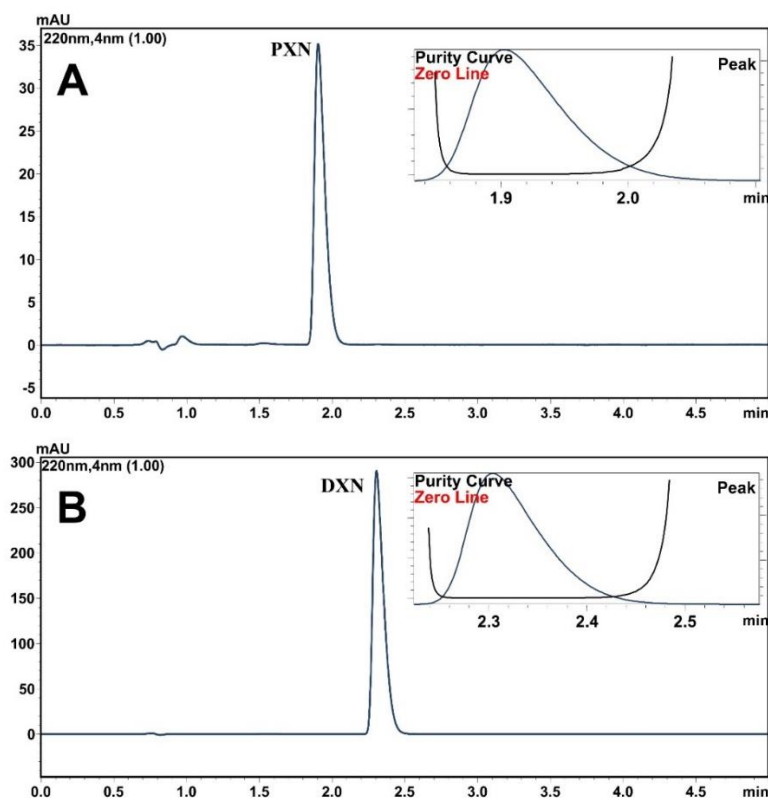 mAU
220nm,4nm (1.00)
A
PXN
35
30
25
20
15
10
5
0
-5
0.0 0.5 1.0 1.5 2.0 2.5 3.0 3.5 4.0 4.5 min
Purity Curve
Zero Line
Peak
1.9 2.0 min
mAU
220nm,4nm (1.00)
B
DXN
300
250
200
150
100
50
0
0.0 0.5 1.0 1.5 2.0 2.5 3.0 3.5 4.0 4.5 min
Purity Curve
Zero Line
Peak
2.3 2.4 2.5 min